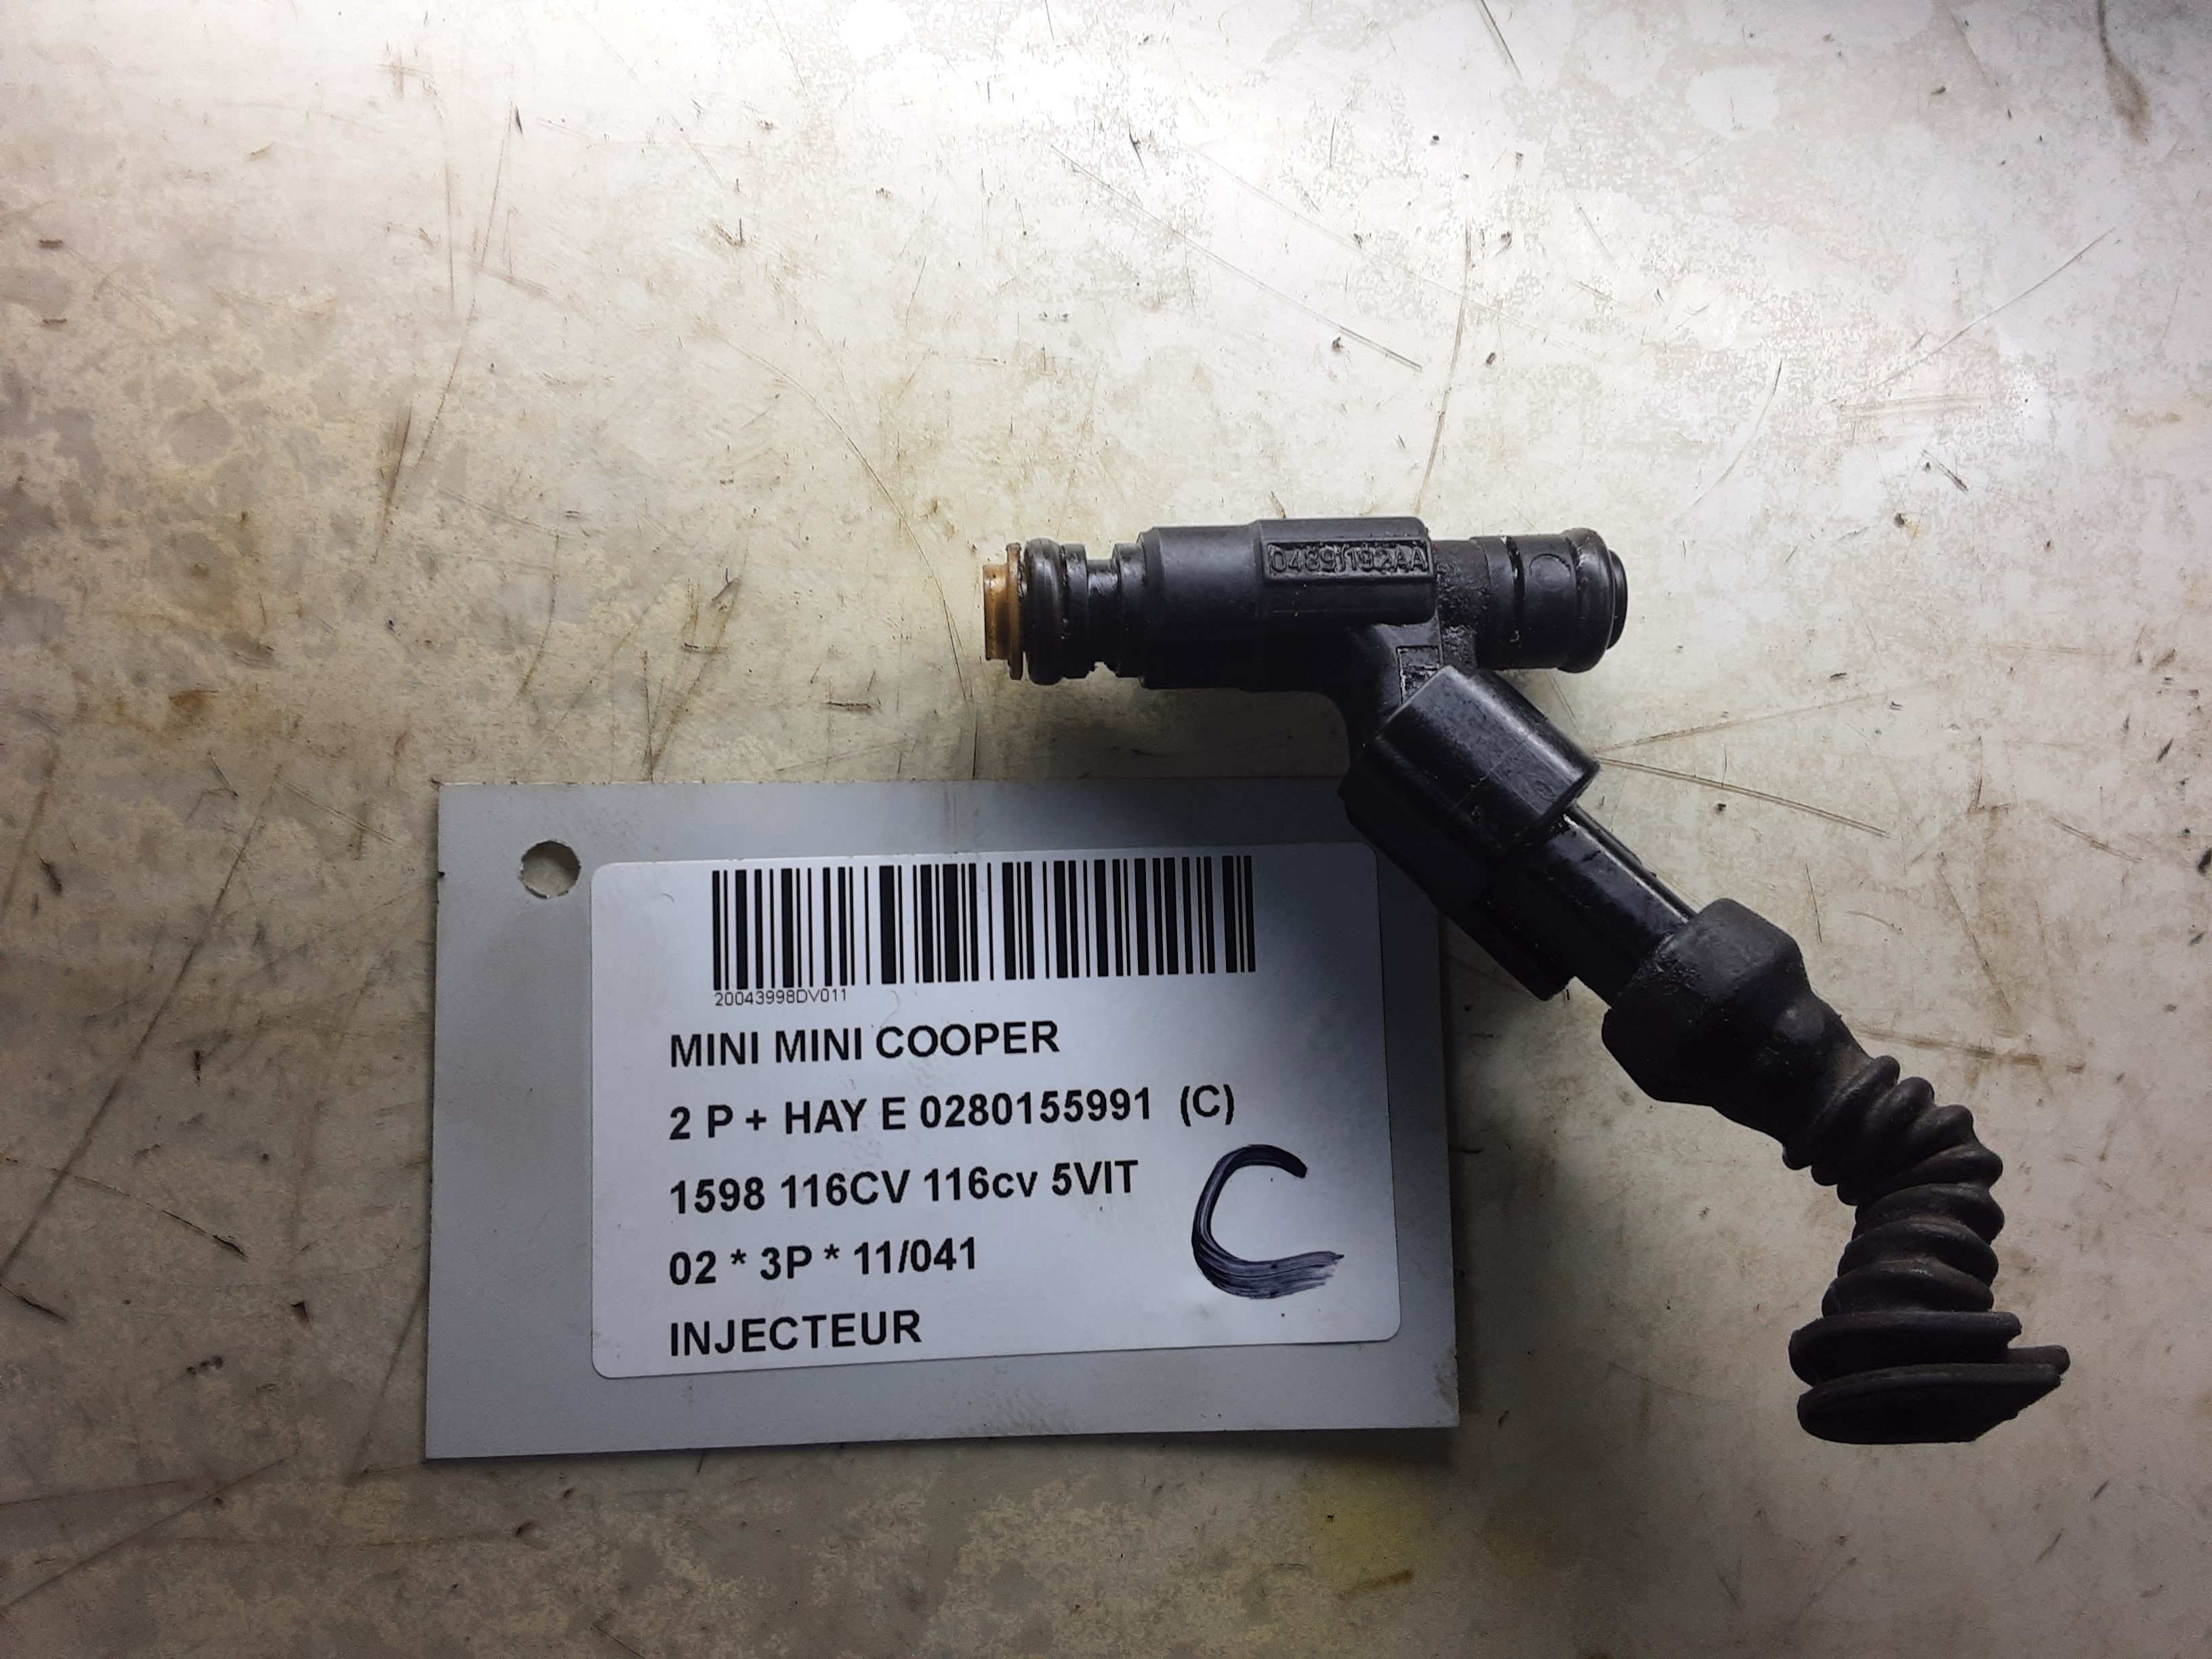 04891192AA
20043998DV011
MINI MINI COOPER
2 P + HAY E 0280155991 (C)
1598 116CV 116cv 5VIT
C
02 * 3P * 11/041
INJECTEUR